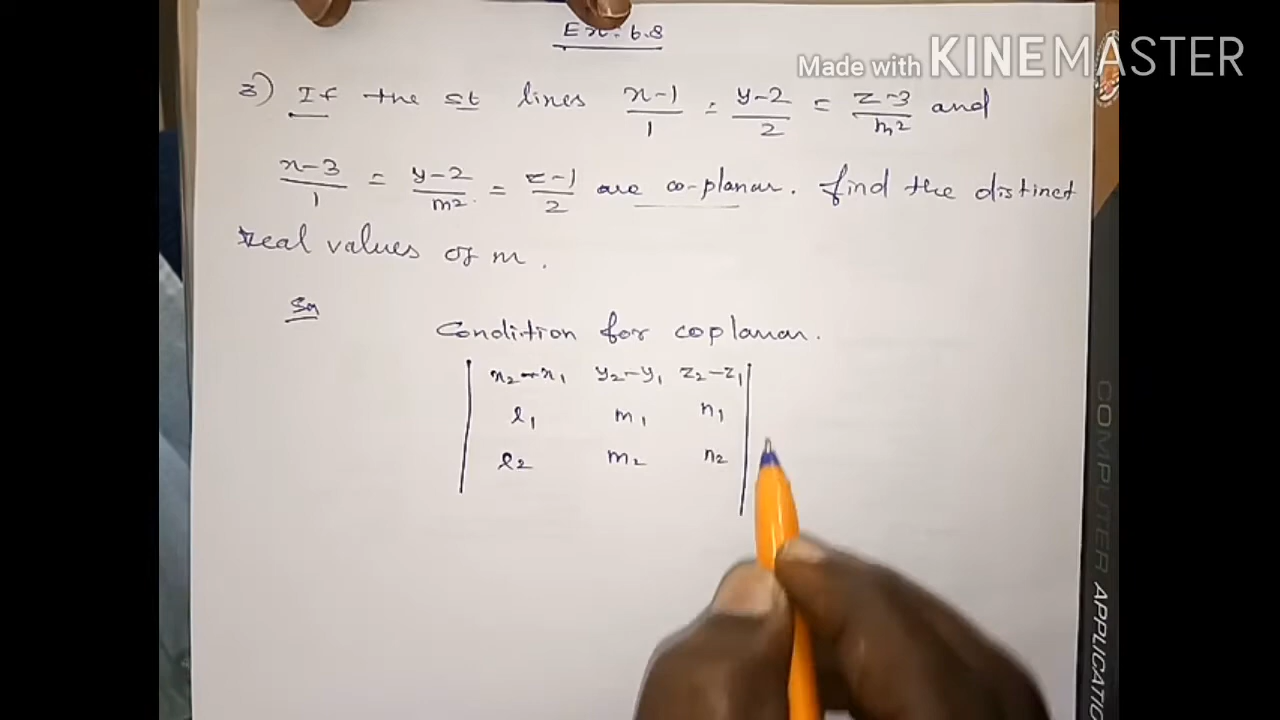 Made with KINEMASTER
Ex: 6.8
3) If the st lines x-1/1 = y-2/2 = z-3/m² and
x-3/1 = y-2/m² = z-1/2 are co-planar. find the distinct
real values of m.
Sn
Condition for coplanar.
| x₂-x₁ y₂-y₁ z₂-z₁ |
| l₁ m₁ n₁ |
| l₂ m₂ n₂ |
COMPUTER APPLICATIO